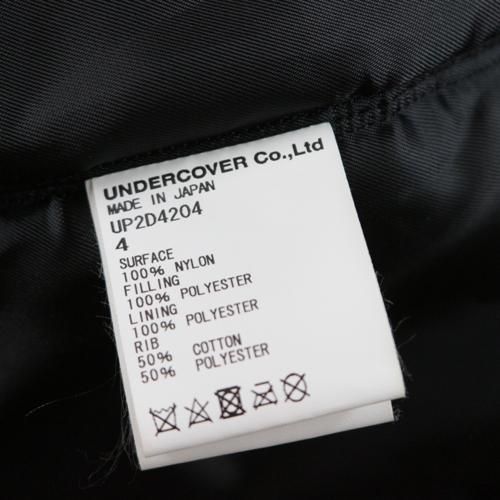 UNDERCOVER Co.,Ltd
MADE IN JAPAN
UP2D4204
4
SURFACE
100% NYLON
FILLING
100% POLYESTER
LINING
100% POLYESTER
RIB
50% COTTON
50% POLYESTER